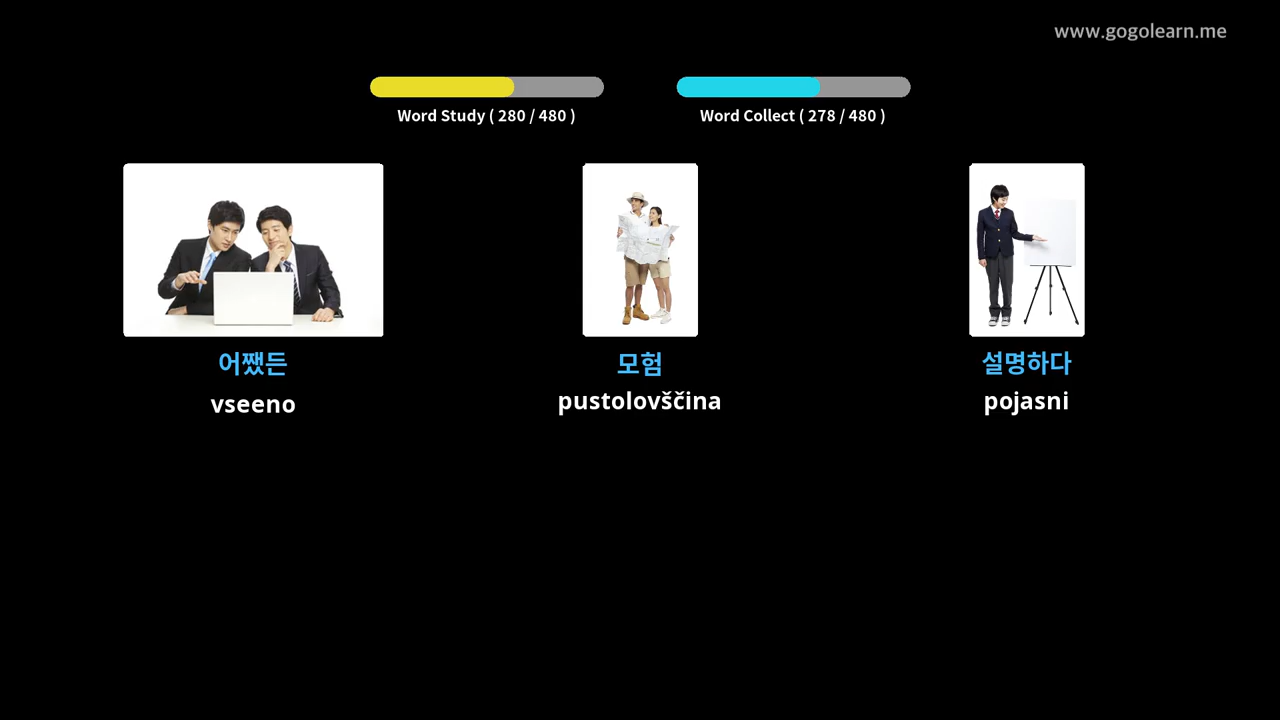 www.gogolearn.me
Word Study ( 280 / 480 )
Word Collect ( 278 / 480 )
어쨌든
모험
설명하다
vseeno
pustolovščina
pojasni